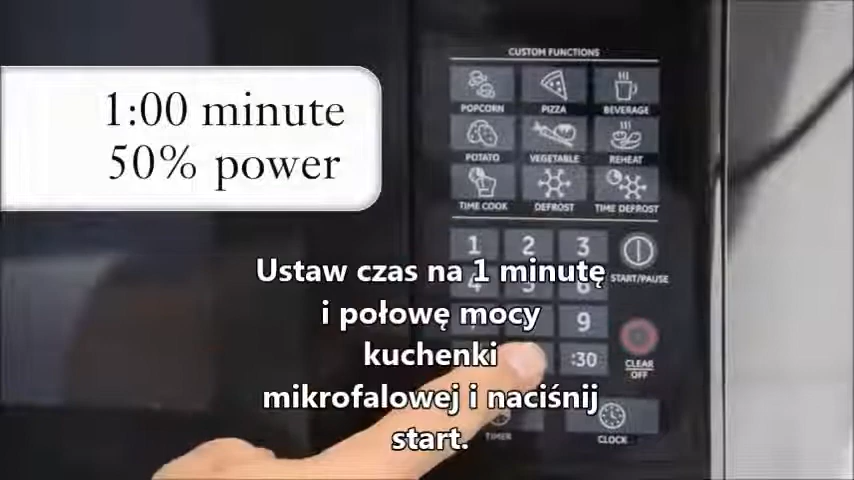 1:00 minute
50% power
CUSTOM FUNCTIONS
POPCORN PIZZA BEVERAGE
POTATO VEGETABLE REHEAT
TIME COOK DEFROST TIME DEFROST
1 2 3
START/PAUSE
9
:30
CLEAR
OFF
TIMER CLOCK
Ustaw czas na 1 minutę
i połowę mocy
kuchenki
mikrofalowej i naciśnij
start.